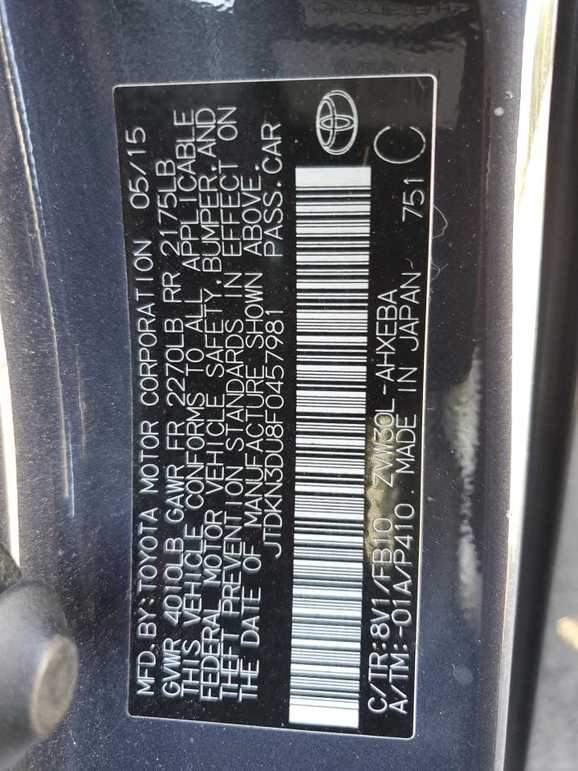 MFD. BY: TOYOTA MOTOR CORPORATION 05/15
GVWR 4010LB GAWR FR 2270LB RR 2175LB
THIS VEHICLE CONFORMS TO ALL APPLICABLE
FEDERAL MOTOR VEHICLE SAFETY, BUMPER, AND
THEFT PREVENTION STANDARDS IN EFFECT ON
THE DATE OF MANUFACTURE SHOWN ABOVE.
JTDKN3DU8F0457981 PASS. CAR
C/TR: 8V1/FB10 ZVW30L-AHXEBA
A/TM: -01A/P410 . MADE IN JAPAN 751 C